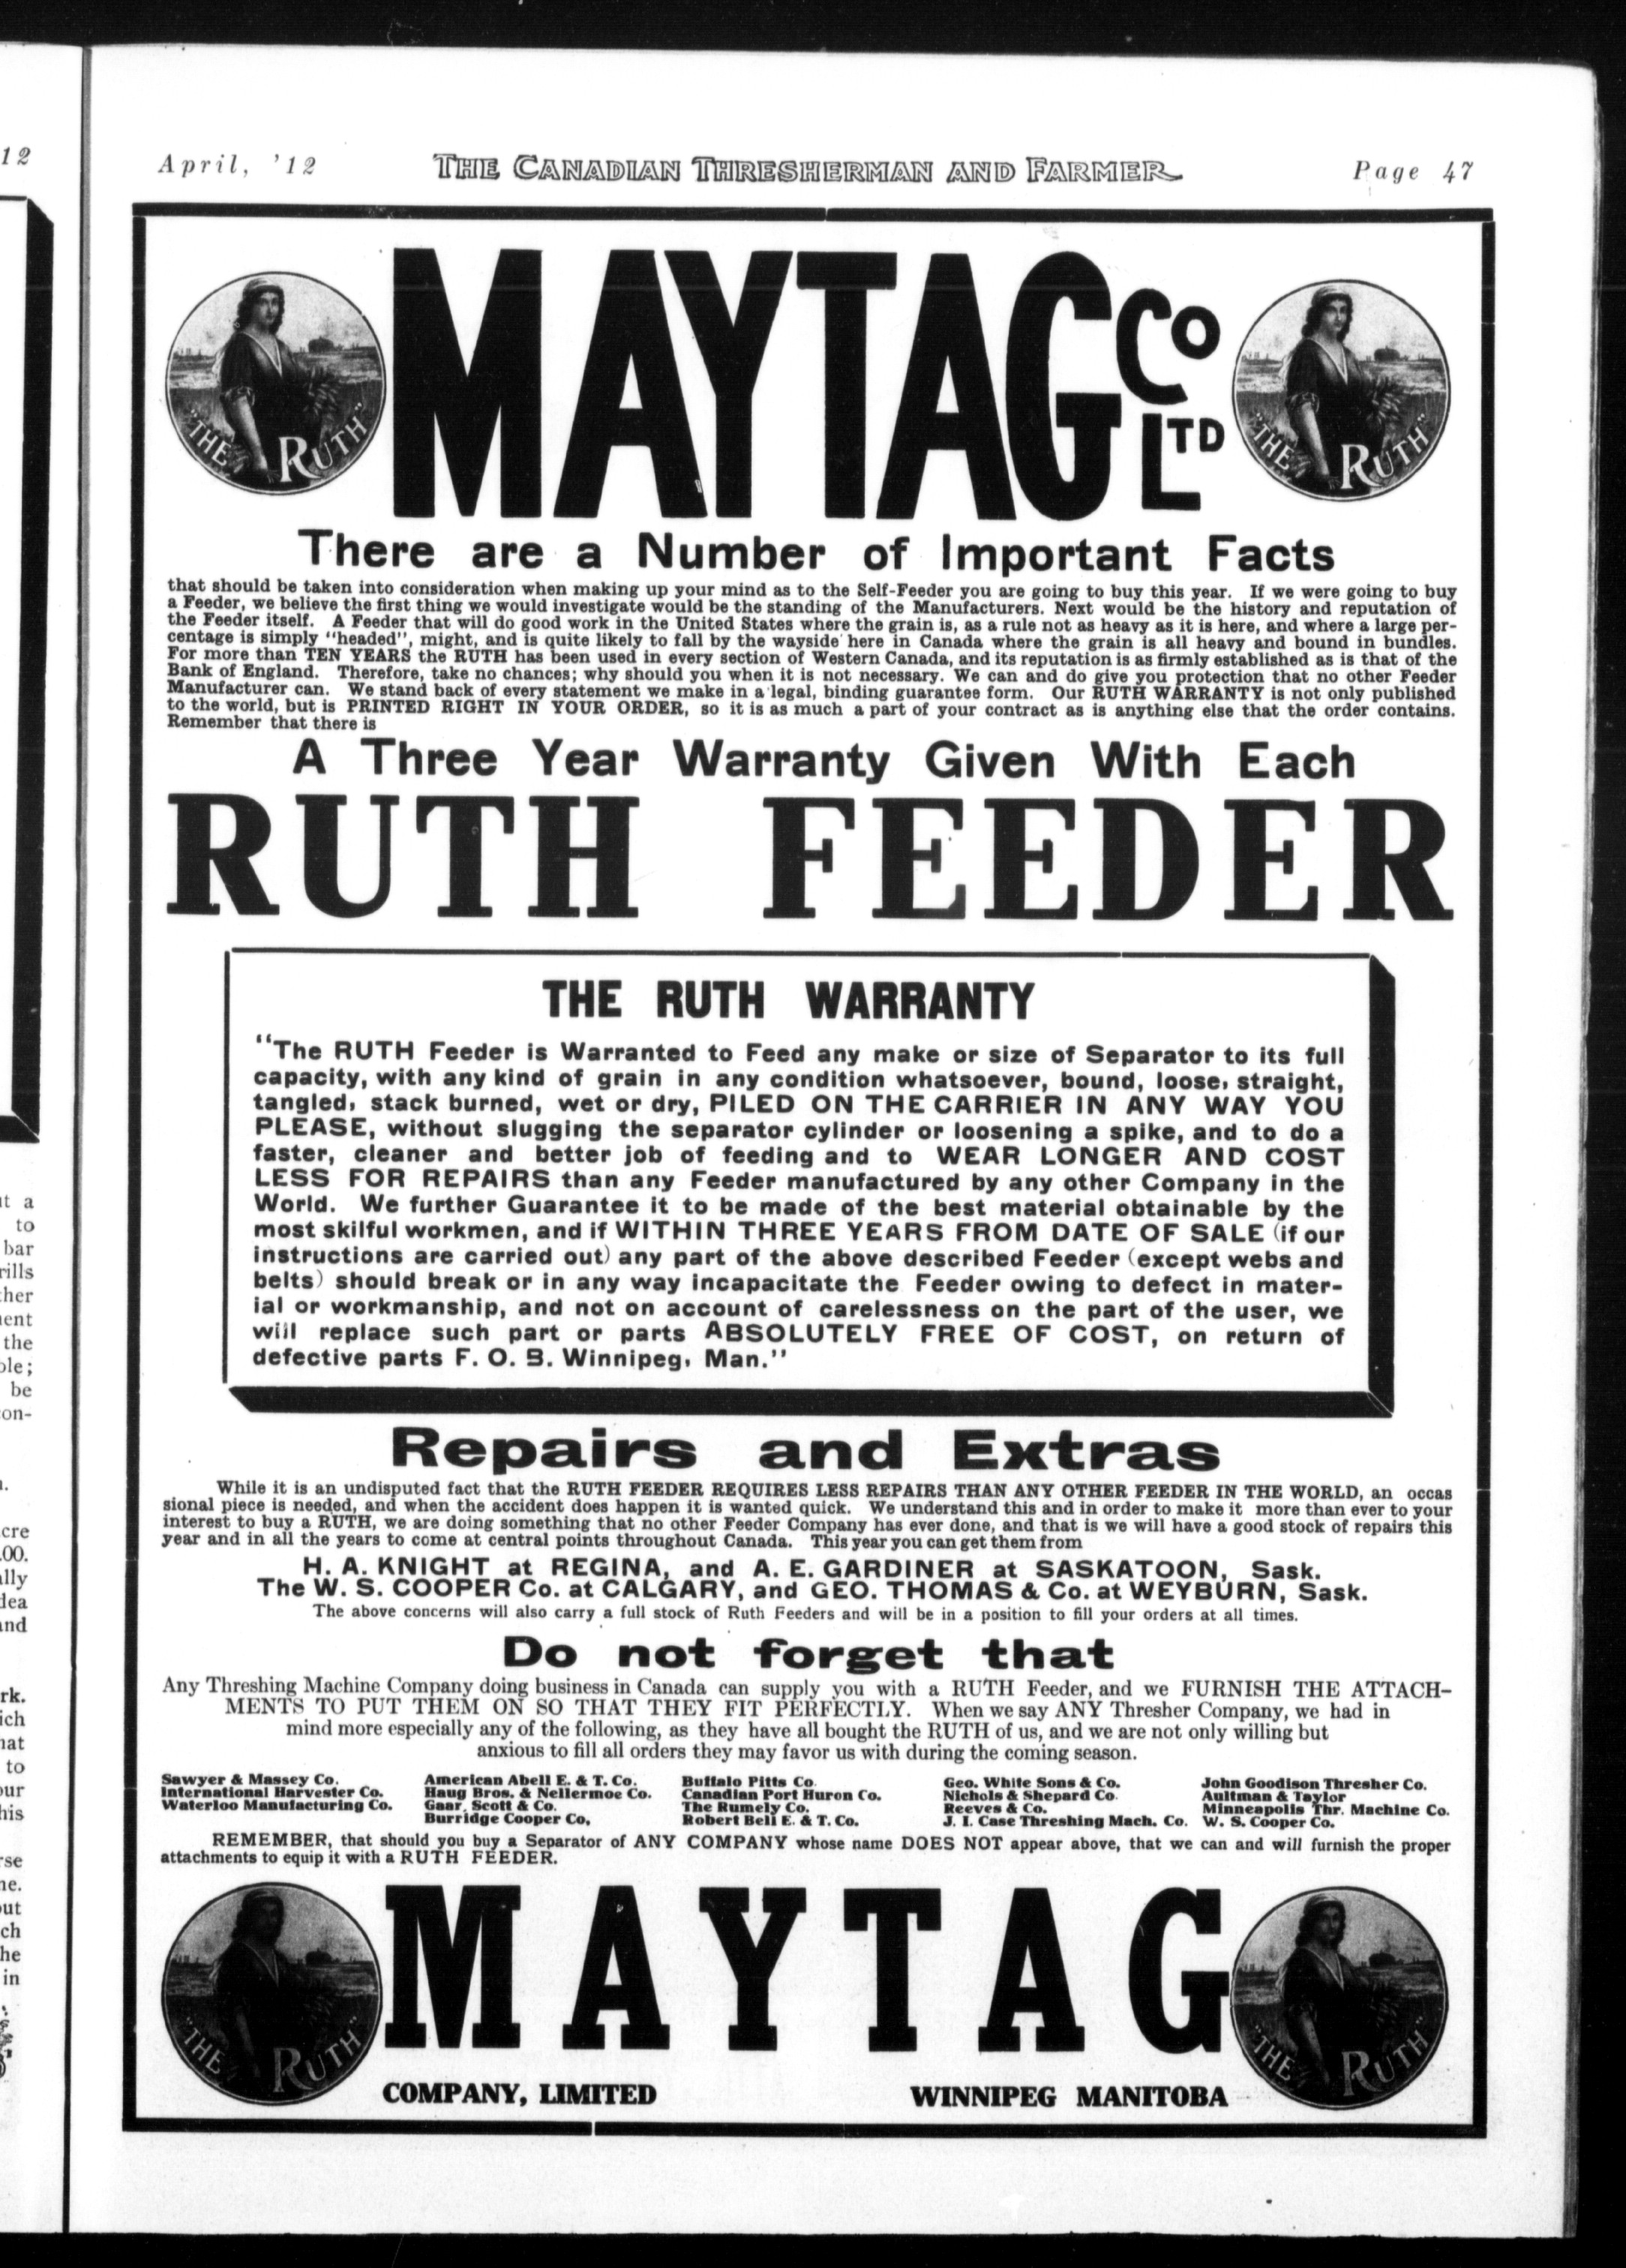 12
April, '12
THE CANADIAN THRESHERMAN AND FARMER
Page 47
MAYTAG CO LTD
"THE RUTH"
"THE RUTH"
There are a Number of Important Facts
that should be taken into consideration when making up your mind as to the Self-Feeder you are going to buy this year. If we were going to buy
a Feeder, we believe the first thing we would investigate would be the standing of the Manufacturers. Next would be the history and reputation of
the Feeder itself. A Feeder that will do good work in the United States where the grain is, as a rule not as heavy as it is here, and where a large per-
centage is simply "headed", might, and is quite likely to fall by the wayside here in Canada where the grain is all heavy and bound in bundles.
For more than TEN YEARS the RUTH has been used in every section of Western Canada, and its reputation is as firmly established as is that of the
Bank of England. Therefore, take no chances; why should you when it is not necessary. We can and do give you protection that no other Feeder
Manufacturer can. We stand back of every statement we make in a legal, binding guarantee form. Our RUTH WARRANTY is not only published
to the world, but is PRINTED RIGHT IN YOUR ORDER, so it is as much a part of your contract as is anything else that the order contains.
Remember that there is
A Three Year Warranty Given With Each
RUTH FEEDER
THE RUTH WARRANTY
"The RUTH Feeder is Warranted to Feed any make or size of Separator to its full
capacity, with any kind of grain in any condition whatsoever, bound, loose, straight,
tangled, stack burned, wet or dry, PILED ON THE CARRIER IN ANY WAY YOU
PLEASE, without slugging the separator cylinder or loosening a spike, and to do a
faster, cleaner and better job of feeding and to WEAR LONGER AND COST
LESS FOR REPAIRS than any Feeder manufactured by any other Company in the
World. We further Guarantee it to be made of the best material obtainable by the
most skilful workmen, and if WITHIN THREE YEARS FROM DATE OF SALE (if our
instructions are carried out) any part of the above described Feeder (except webs and
belts) should break or in any way incapacitate the Feeder owing to defect in mater-
ial or workmanship, and not on account of carelessness on the part of the user, we
will replace such part or parts ABSOLUTELY FREE OF COST, on return of
defective parts F. O. B. Winnipeg, Man."
Repairs and Extras
While it is an undisputed fact that the RUTH FEEDER REQUIRES LESS REPAIRS THAN ANY OTHER FEEDER IN THE WORLD, an occas
sional piece is needed, and when the accident does happen it is wanted quick. We understand this and in order to make it more than ever to your
interest to buy a RUTH, we are doing something that no other Feeder Company has ever done, and that is we will have a good stock of repairs this
year and in all the years to come at central points throughout Canada. This year you can get them from
H. A. KNIGHT at REGINA, and A. E. GARDINER at SASKATOON, Sask.
The W. S. COOPER Co. at CALGARY, and GEO. THOMAS & Co. at WEYBURN, Sask.
The above concerns will also carry a full stock of Ruth Feeders and will be in a position to fill your orders at all times.
Do not forget that
Any Threshing Machine Company doing business in Canada can supply you with a RUTH Feeder, and we FURNISH THE ATTACH-
MENTS TO PUT THEM ON SO THAT THEY FIT PERFECTLY. When we say ANY Thresher Company, we had in
mind more especially any of the following, as they have all bought the RUTH of us, and we are not only willing but
anxious to fill all orders they may favor us with during the coming season.
Sawyer & Massey Co.
International Harvester Co.
Waterloo Manufacturing Co.
American Abell E. & T. Co.
Haug Bros. & Nellermoe Co.
Gaar, Scott & Co.
Burridge Cooper Co.
Buffalo Pitts Co.
Canadian Port Huron Co.
The Rumely Co.
Robert Bell E. & T. Co.
Geo. White Sons & Co.
Nichols & Shepard Co.
Reeves & Co.
J. I. Case Threshing Mach. Co.
John Goodison Thresher Co.
Aultman & Taylor
Minneapolis Thr. Machine Co.
W. S. Cooper Co.
REMEMBER, that should you buy a Separator of ANY COMPANY whose name DOES NOT appear above, that we can and will furnish the proper
attachments to equip it with a RUTH FEEDER.
MAYTAG
"THE RUTH"
"THE RUTH"
COMPANY, LIMITED
WINNIPEG MANITOBA